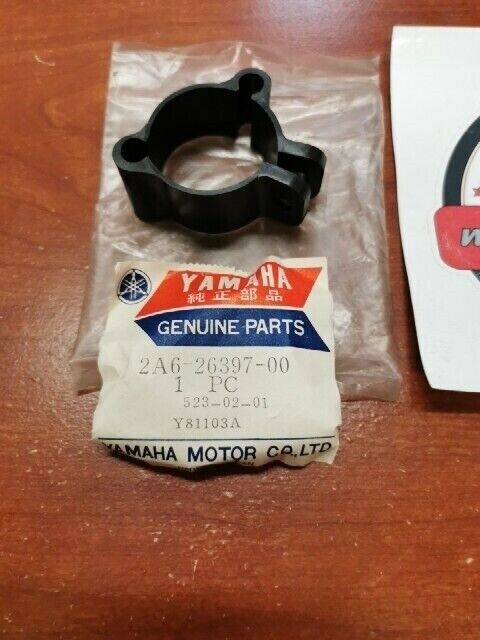 YAMAHA
純正部品
GENUINE PARTS
2A6-26397-00
1 PC
523-02-01
Y81103A
YAMAHA MOTOR CO.,LTD